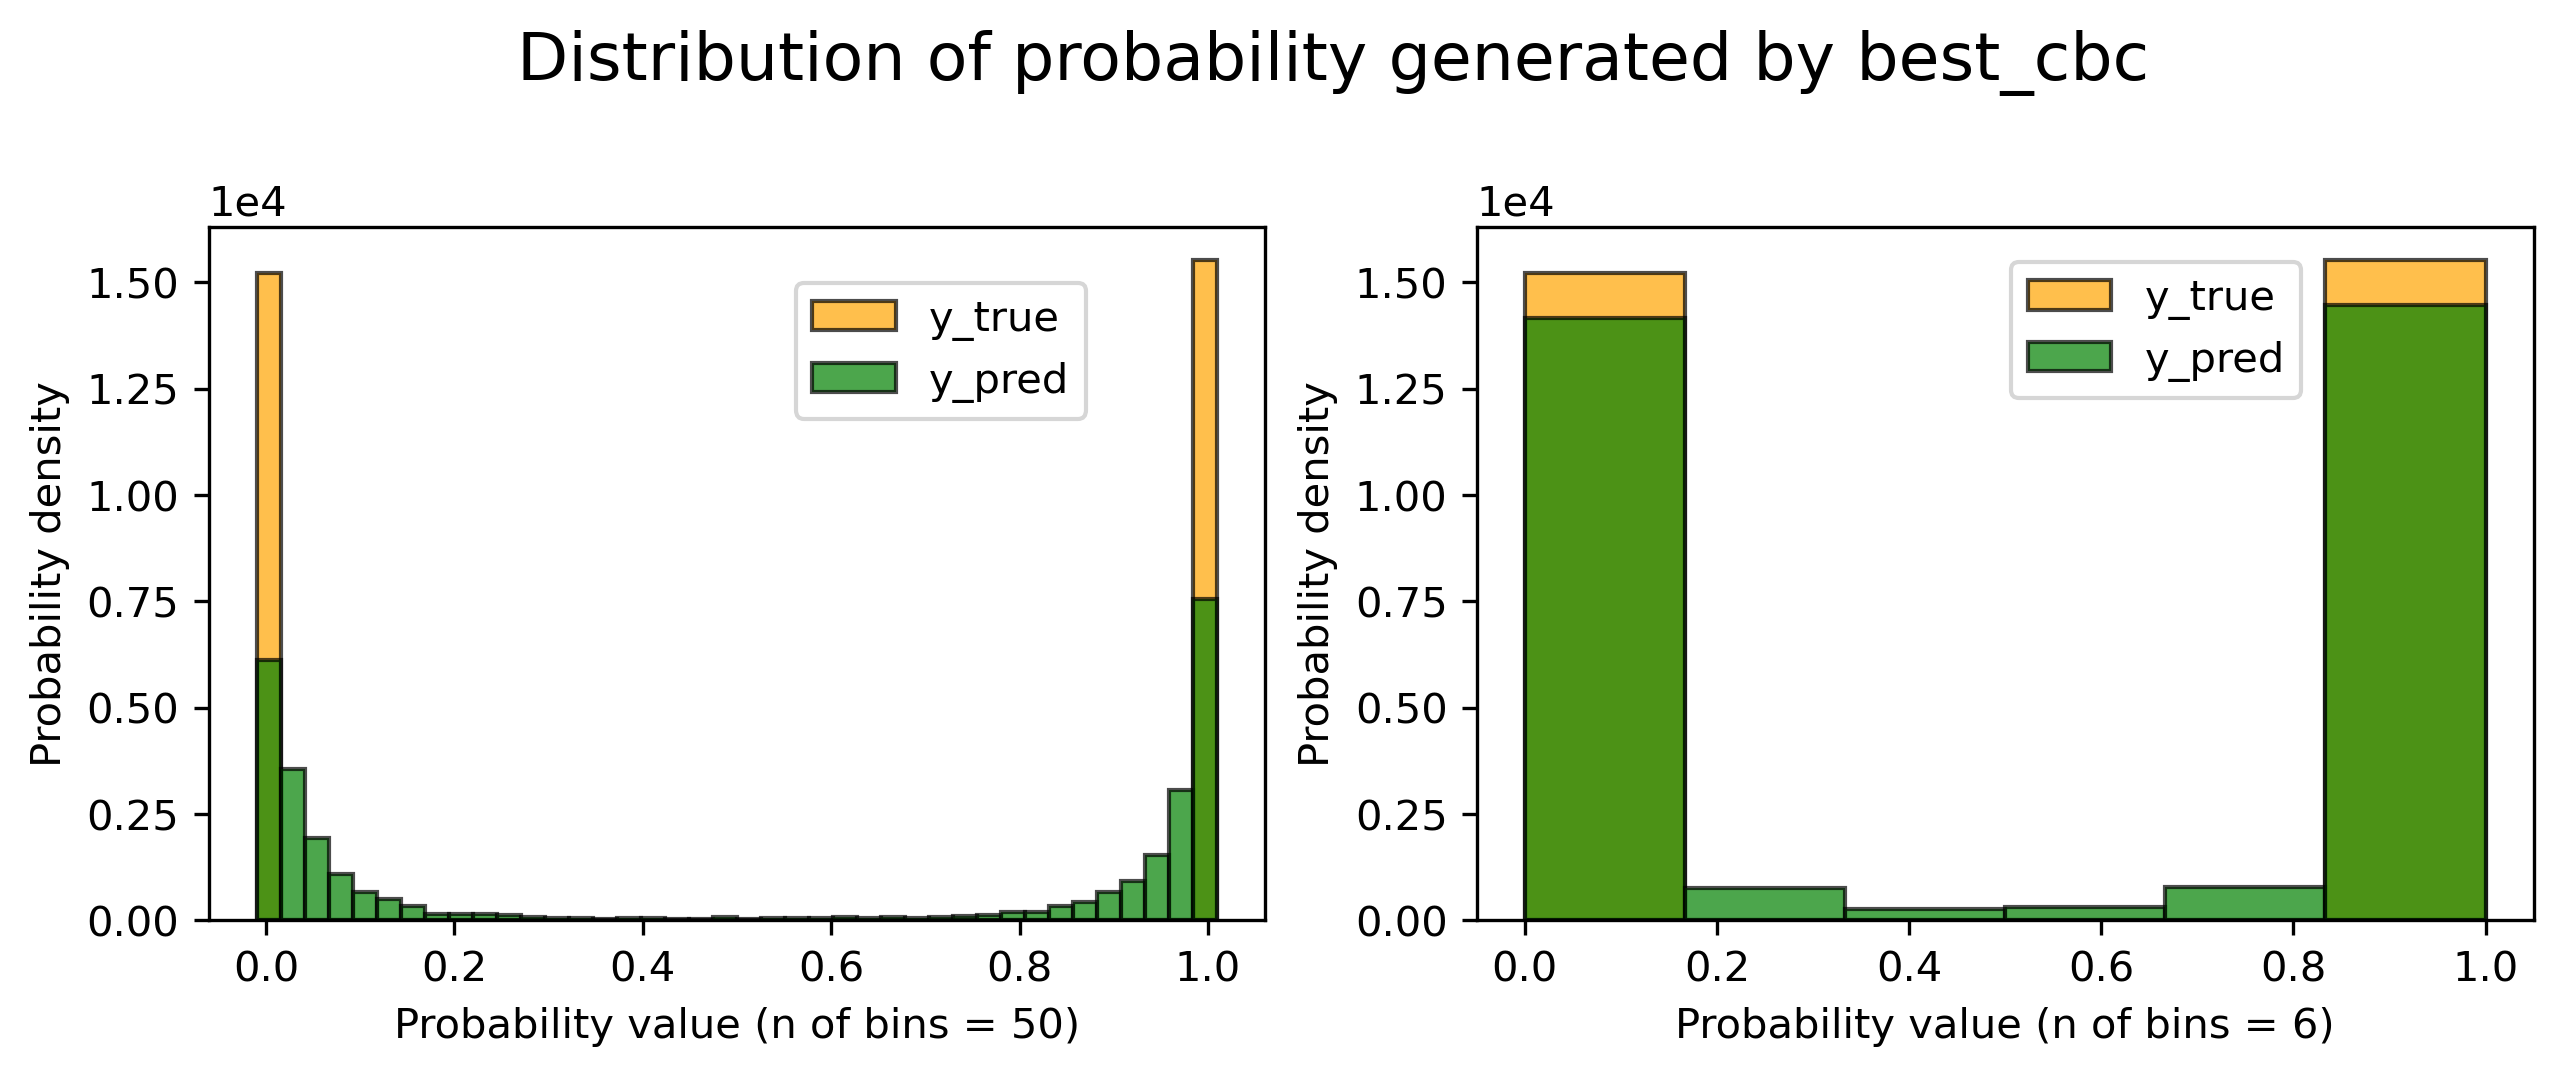 Distribution of probability generated by best_cbc
1e4
1.50
1.25
1.00
0.75
0.50
0.25
0.00
Probability density
y_true
y_pred
0.0 0.2 0.4 0.6 0.8 1.0
Probability value (n of bins = 50)
1e4
1.50
1.25
1.00
0.75
0.50
0.25
0.00
Probability density
y_true
y_pred
0.0 0.2 0.4 0.6 0.8 1.0
Probability value (n of bins = 6)